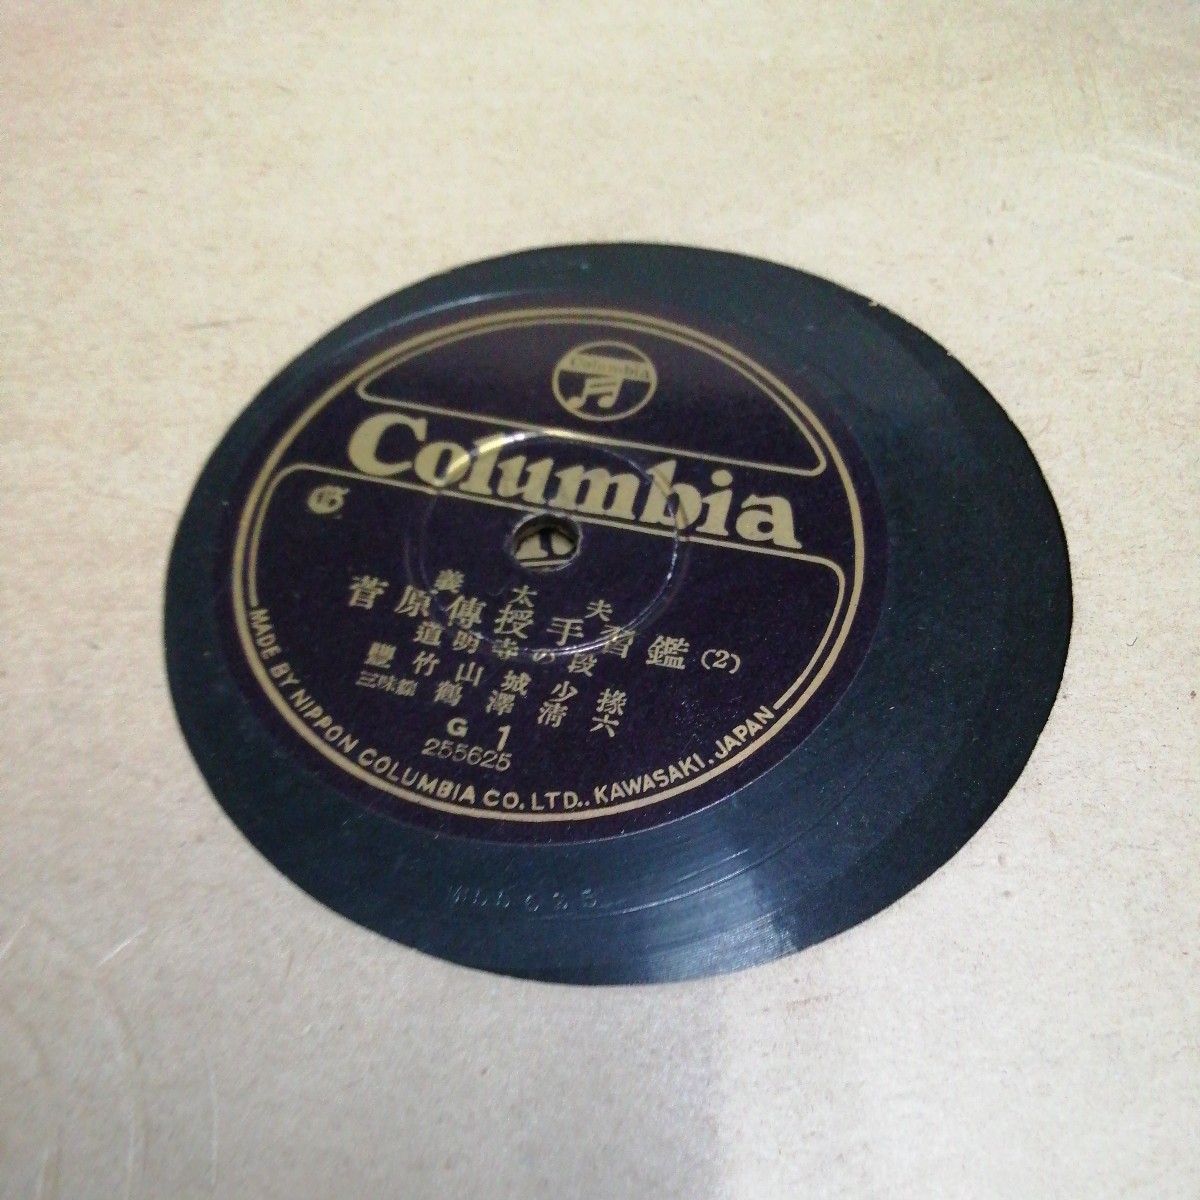 Columbia
Columbia
義太夫
菅原傳授手習鑑 (2)
道明寺の段
豐竹山城少掾
三味線 鶴澤清六
G 1
255625
MADE BY NIPPON COLUMBIA CO. LTD., KAWASAKI, JAPAN